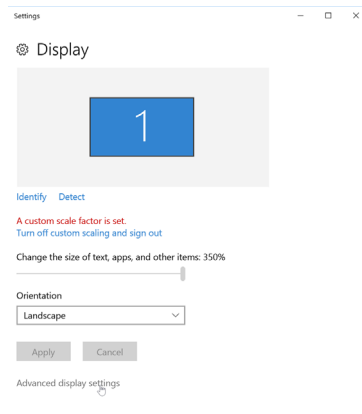 Settings
Display
1
Identify Detect
A custom scale factor is set.
Turn off custom scaling and sign out
Change the size of text, apps, and other items: 350%
Orientation
Landscape
Apply Cancel
Advanced display settings